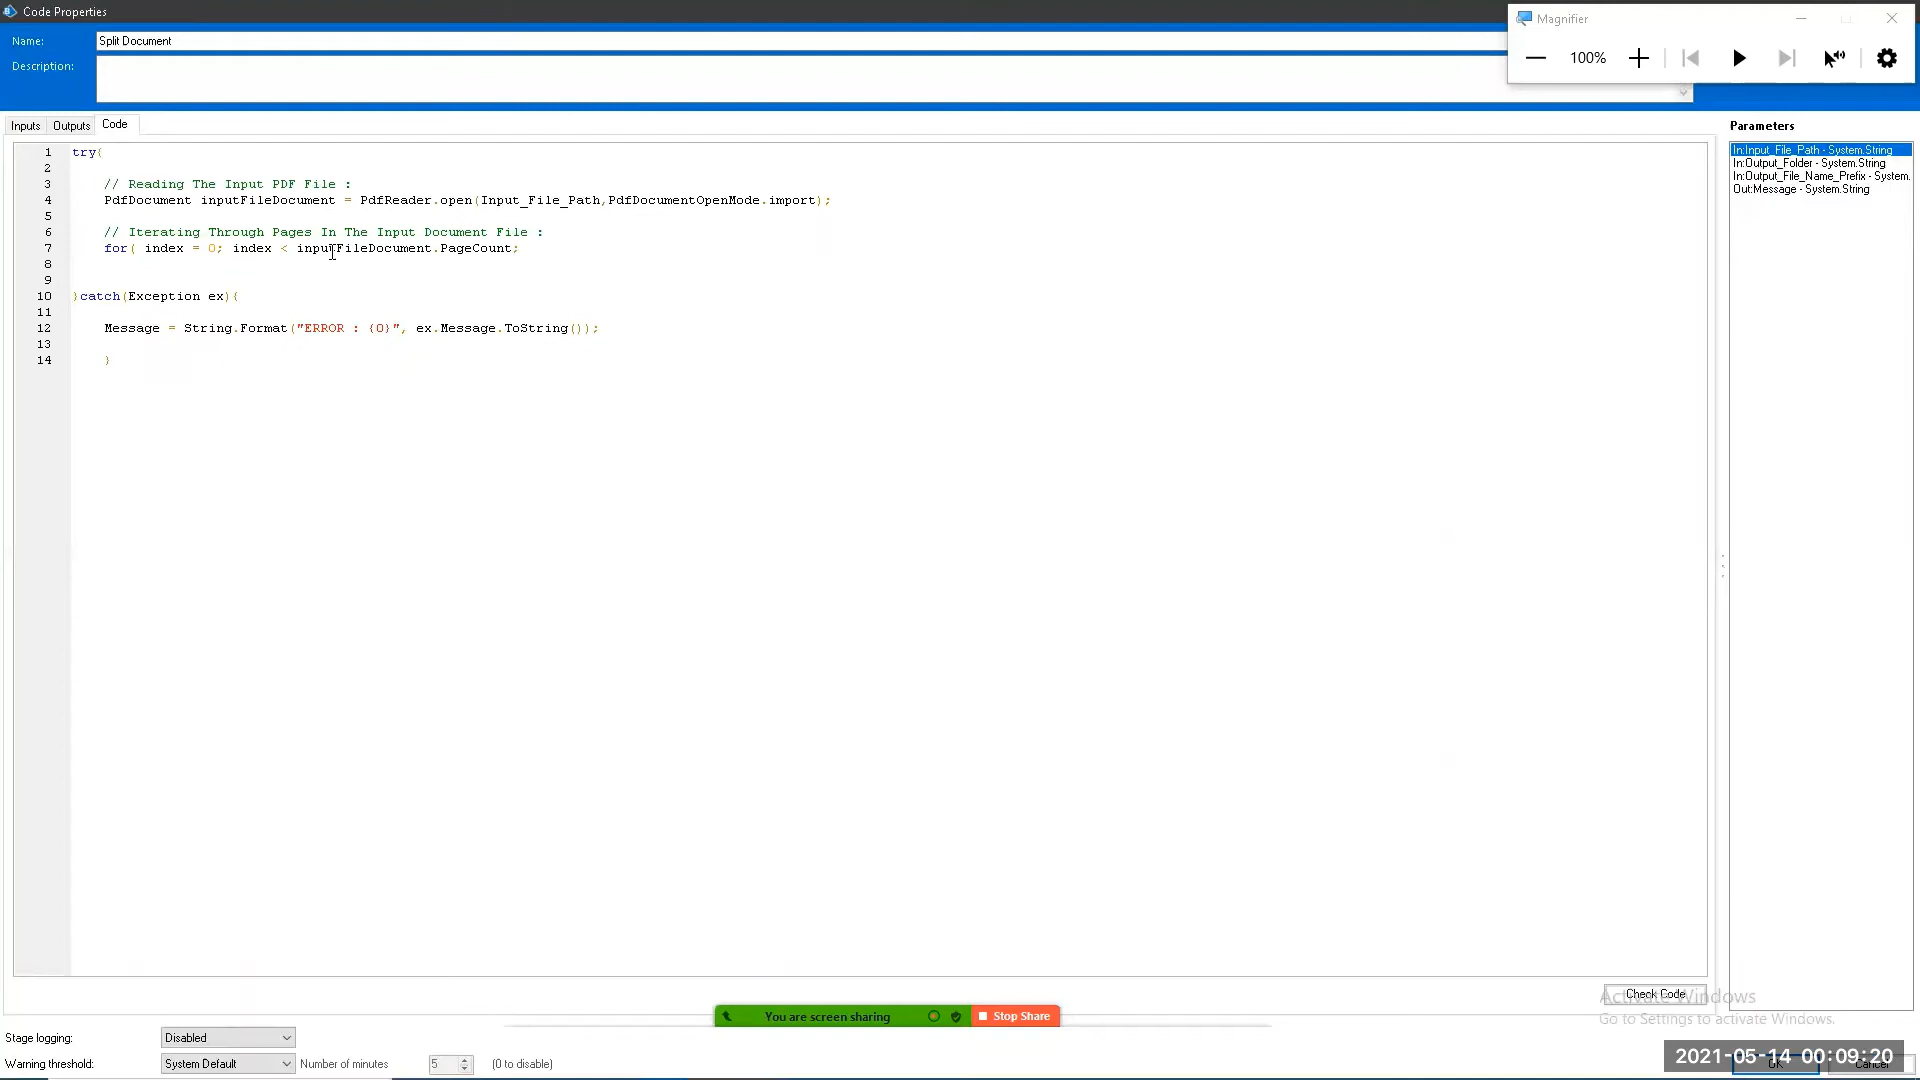 Code Properties
Magnifier
Name: Split Document
100%
Description:
Inputs Outputs Code
Parameters
1 try{
In:Input_File_Path - System.String
2
In:Output_Folder - System.String
In:Output_File_Name_Prefix - System.
3 // Reading The Input PDF File :
Out:Message - System.String
4 PdfDocument inputFileDocument = PdfReader.open(Input_File_Path,PdfDocumentOpenMode.import);
5
6 // Iterating Through Pages In The Input Document File :
7 for( index = 0; index < inputFileDocument.PageCount;
8
9
10 }catch(Exception ex){
11
12 Message = String.Format("ERROR : {0}", ex.Message.ToString());
13
14 }
Check Code
Activate Windows
Go to Settings to activate Windows.
You are screen sharing Stop Share
Stage logging: Disabled
2021-05-14 00:09:20
Warning threshold: System Default Number of minutes 5 (0 to disable)
OK Cancel